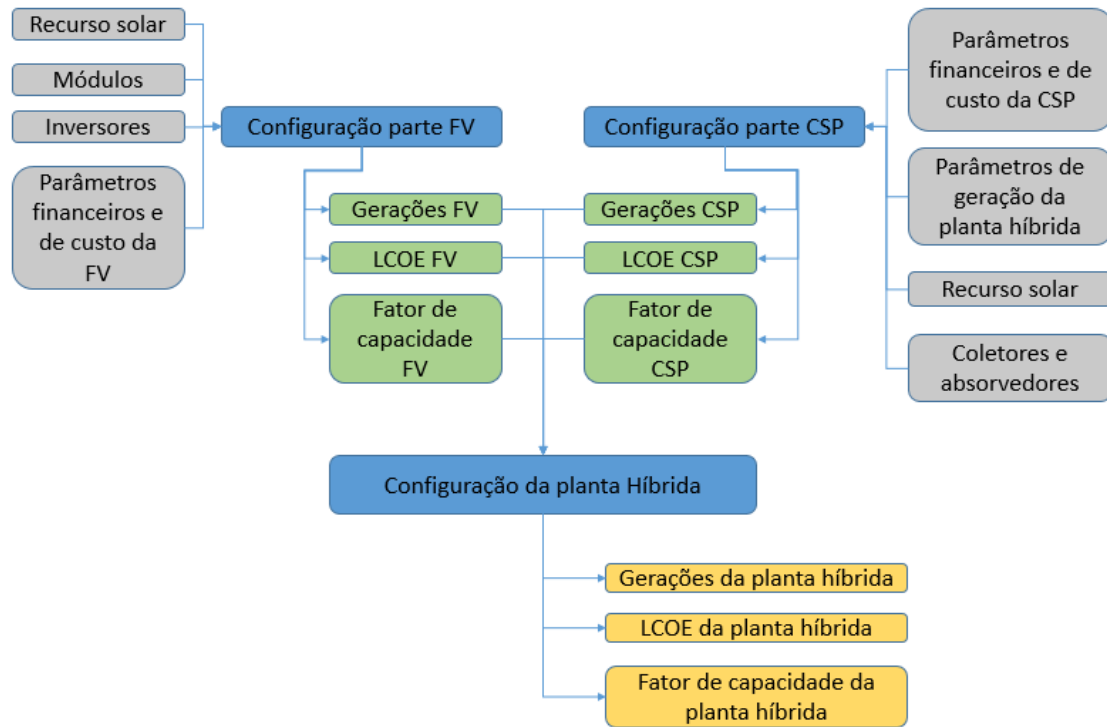 Recurso solar
Módulos
Inversores
Parâmetros
financeiros e
de custo da
FV
Configuração parte FV
Gerações FV
LCOE FV
Fator de
capacidade
FV
Configuração parte CSP
Gerações CSP
LCOE CSP
Fator de
capacidade
CSP
Parâmetros
financeiros e de
custo da CSP
Parâmetros de
geração da
planta híbrida
Recurso solar
Coletores e
absorvedores
Configuração da planta Híbrida
Gerações da planta híbrida
LCOE da planta híbrida
Fator de capacidade da
planta híbrida